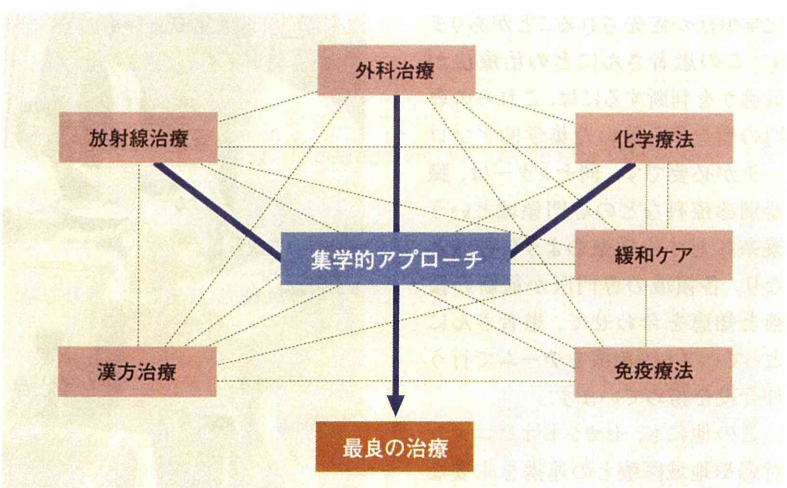 外科治療
放射線治療
化学療法
集学的アプローチ
緩和ケア
漢方治療
免疫療法
最良の治療